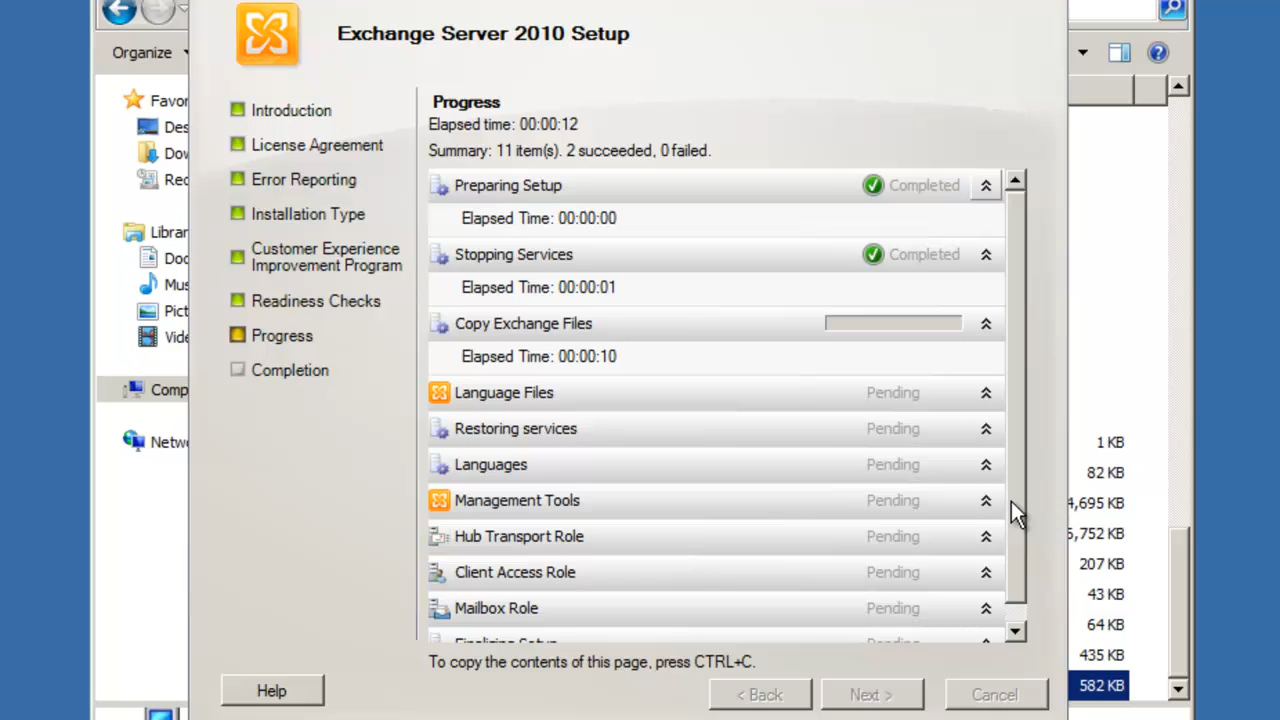 Exchange Server 2010 Setup
Organize
Favor
Des
Dow
Rec
Librar
Doc
Mus
Pict
Vide
Comp
Netw
Introduction
License Agreement
Error Reporting
Installation Type
Customer Experience
Improvement Program
Readiness Checks
Progress
Completion
Progress
Elapsed time: 00:00:12
Summary: 11 item(s). 2 succeeded, 0 failed.
Preparing Setup Completed
Elapsed Time: 00:00:00
Stopping Services Completed
Elapsed Time: 00:00:01
Copy Exchange Files
Elapsed Time: 00:00:10
Language Files Pending
Restoring services Pending
Languages Pending
Management Tools Pending
Hub Transport Role Pending
Client Access Role Pending
Mailbox Role Pending
Finalizing Setup Pending
To copy the contents of this page, press CTRL+C.
Help
< Back
Next >
Cancel
1 KB
82 KB
4,695 KB
5,752 KB
207 KB
43 KB
64 KB
435 KB
582 KB